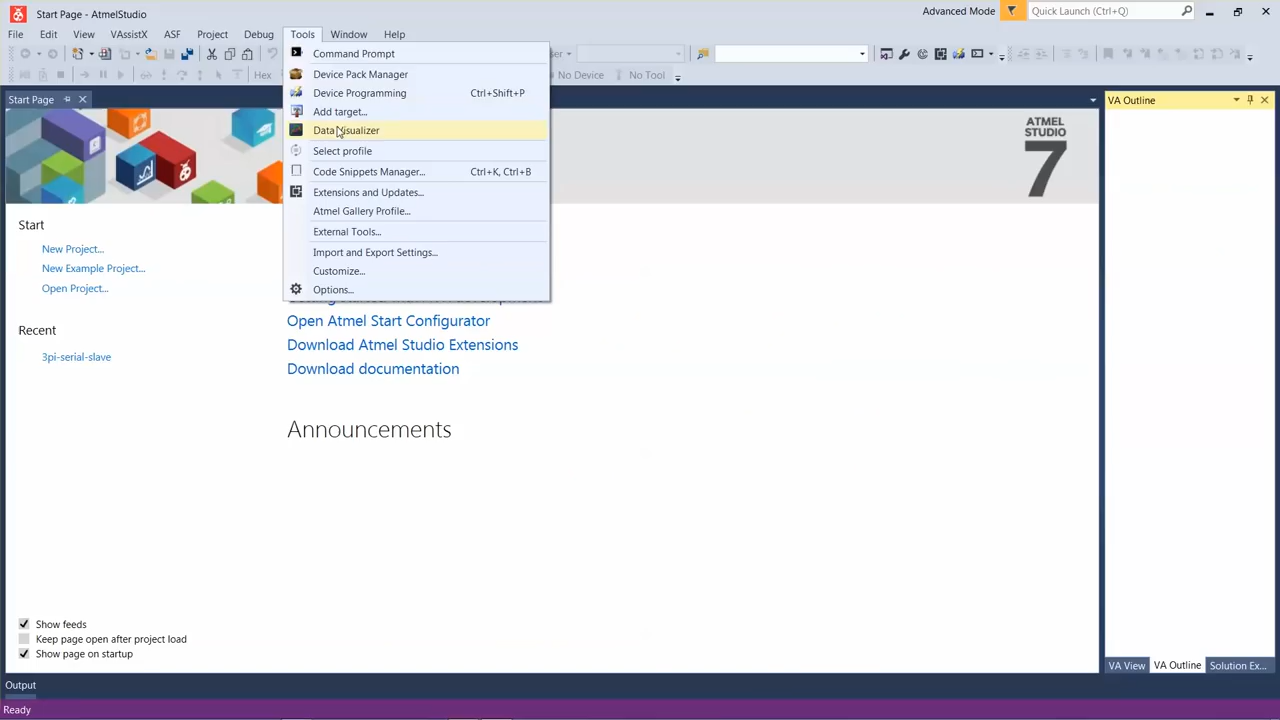 Start Page - AtmelStudio
Advanced Mode
Quick Launch (Ctrl+Q)
File Edit View VAssistX ASF Project Debug Tools Window Help
Hex
No Device
No Tool
Start Page
VA Outline
Command Prompt
Device Pack Manager
Device Programming Ctrl+Shift+P
Add target...
Data Visualizer
Select profile
Code Snippets Manager... Ctrl+K, Ctrl+B
Extensions and Updates...
Atmel Gallery Profile...
External Tools...
Import and Export Settings...
Customize...
Options...
ATMEL
STUDIO
7
Start
New Project...
New Example Project...
Open Project...
Recent
3pi-serial-slave
Open Atmel Start Configurator
Download Atmel Studio Extensions
Download documentation
Announcements
Show feeds
Keep page open after project load
Show page on startup
VA View VA Outline Solution Ex...
Output
Ready